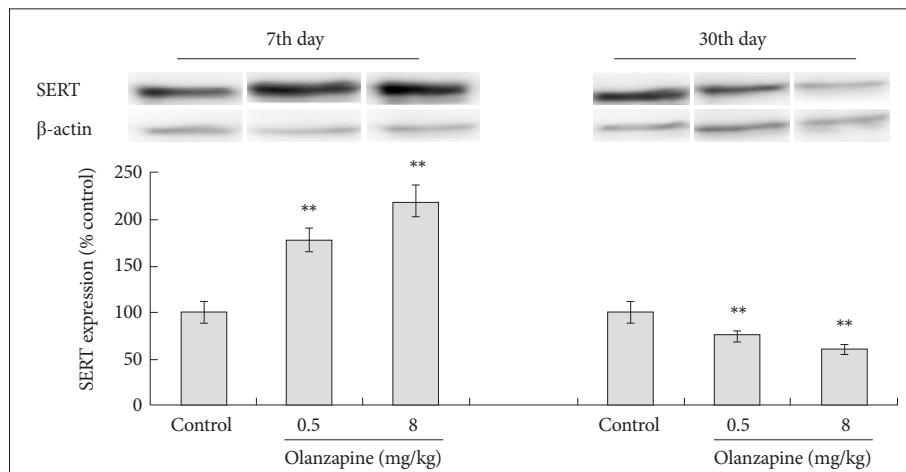 7th day 30th day
SERT
β-actin
SERT expression (% control)
250
200
150
100
50
0
** ** ** **
Control 0.5 8 Control 0.5 8
Olanzapine (mg/kg) Olanzapine (mg/kg)